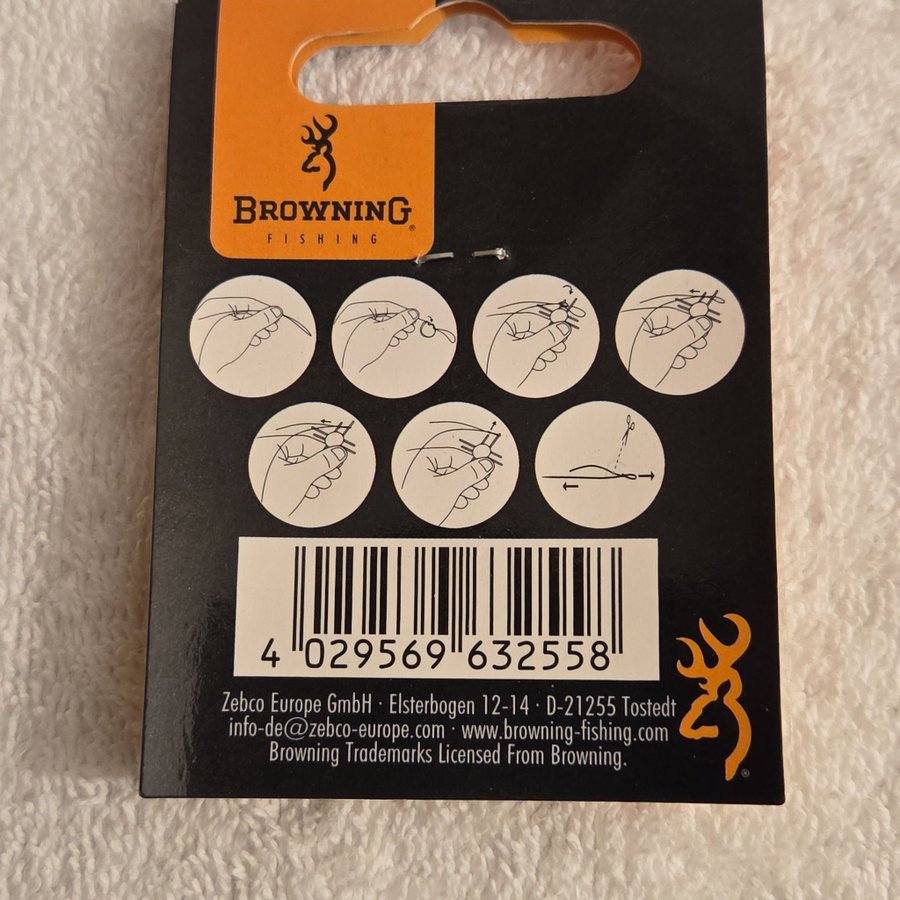 BROWNING®
FISHING
4 029569 632558
Zebco Europe GmbH · Elsterbogen 12-14 · D-21255 Tostedt
info-de@zebco-europe.com · www.browning-fishing.com
Browning Trademarks Licensed From Browning.
®